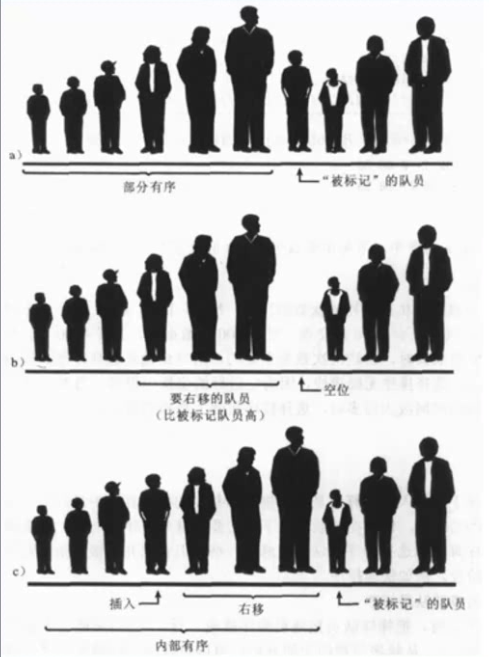 a)
部分有序
“被标记”的队员
b)
要右移的队员
(比被标记队员高)
空位
c)
插入
右移
“被标记”的队员
内部有序